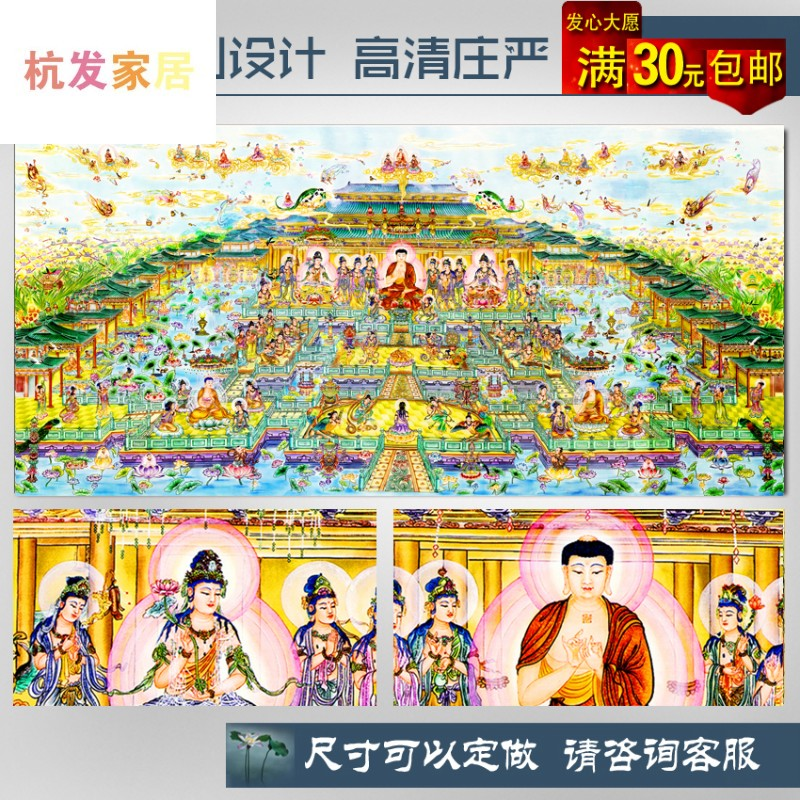 杭发家居
设计 高清庄严
发心大愿
满30元包邮
尺寸可以定做 请咨询客服